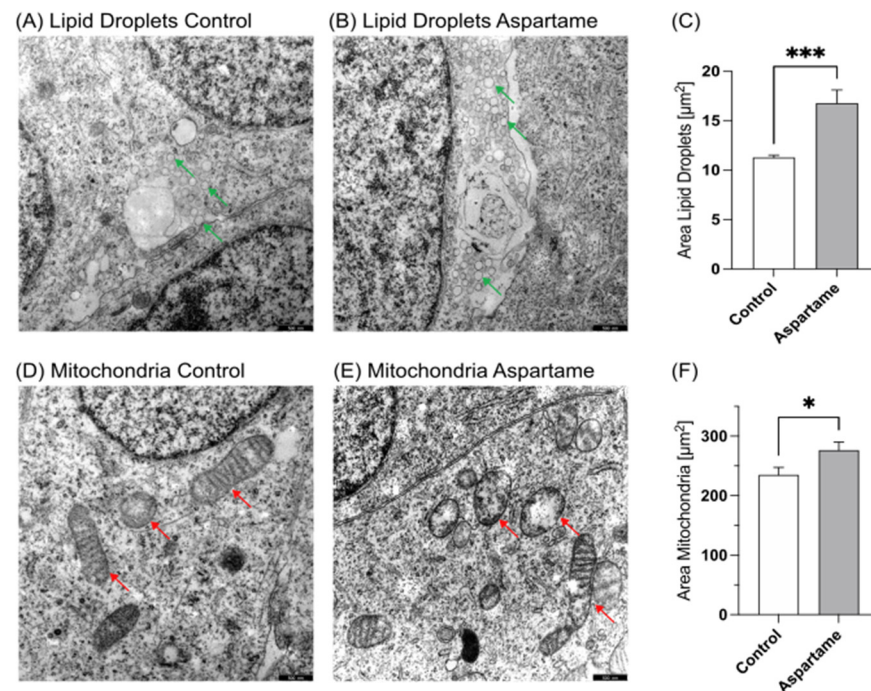 (A) Lipid Droplets Control
(B) Lipid Droplets Aspartame
(C)
***
Area Lipid Droplets [µm²]
20
15
10
5
0
Control
Aspartame
(D) Mitochondria Control
(E) Mitochondria Aspartame
(F)
*
Area Mitochondria [µm²]
300
200
100
0
Control
Aspartame